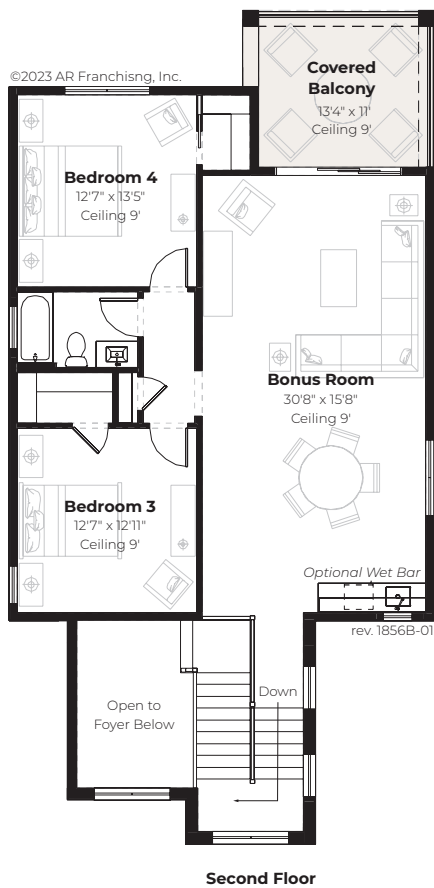 ©2023 AR Franchisng, Inc.
Covered
Balcony
13'4" x 11'
Ceiling 9'
Bedroom 4
12'7" x 13'5"
Ceiling 9'
Bonus Room
30'8" x 15'8"
Ceiling 9'
Bedroom 3
12'7" x 12'11"
Ceiling 9'
Optional Wet Bar
rev. 1856B-01
Down
Open to
Foyer Below
Second Floor